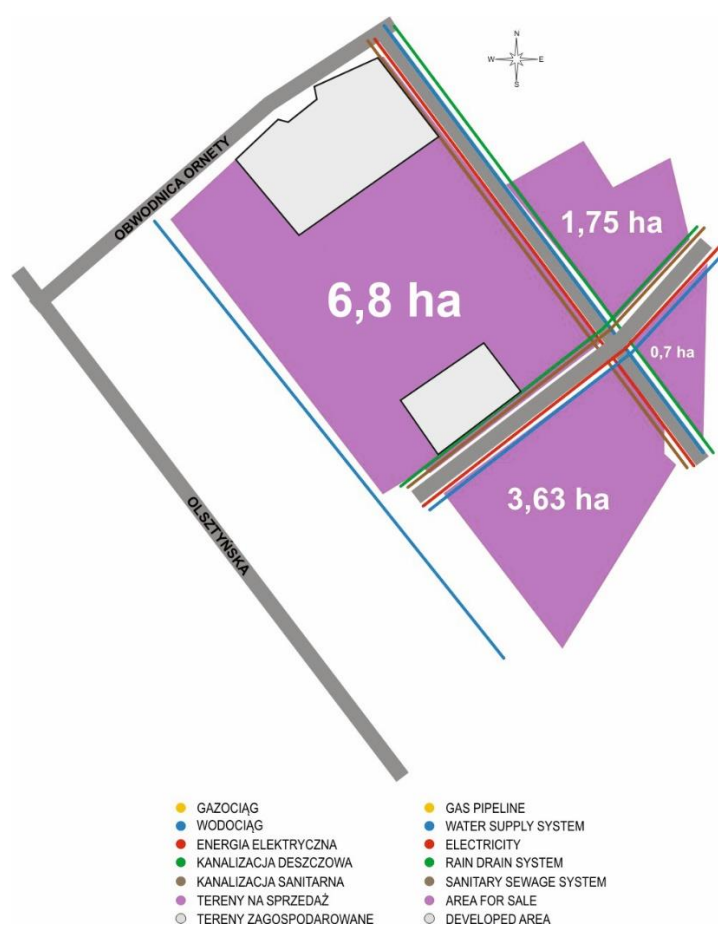 N
W E
S
OBWODNICA ORNETY
1,75 ha
6,8 ha
0,7 ha
3,63 ha
OLSZTYŃSKA
GAZOCIĄG
WODOCIĄG
ENERGIA ELEKTRYCZNA
KANALIZACJA DESZCZOWA
KANALIZACJA SANITARNA
TERENY NA SPRZEDAŻ
TERENY ZAGOSPODAROWANE
GAS PIPELINE
WATER SUPPLY SYSTEM
ELECTRICITY
RAIN DRAIN SYSTEM
SANITARY SEWAGE SYSTEM
AREA FOR SALE
DEVELOPED AREA